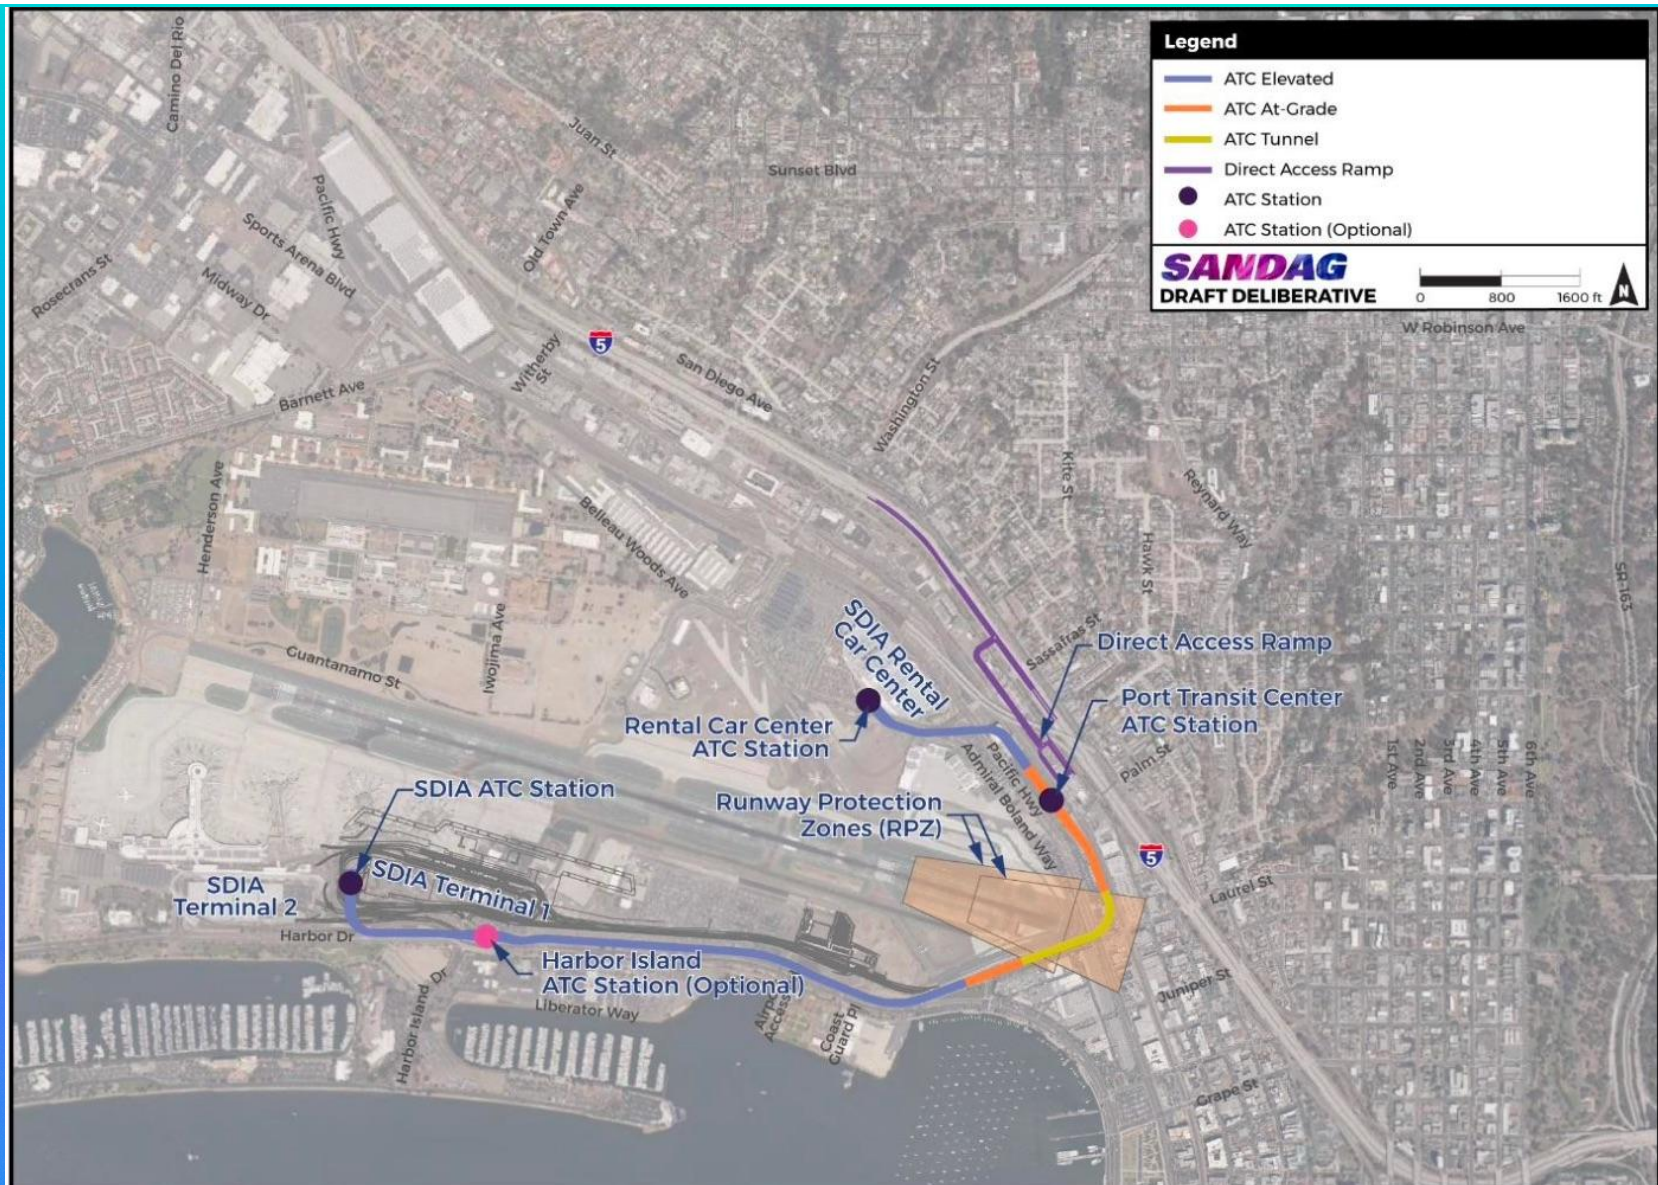 Legend
ATC Elevated
ATC At-Grade
ATC Tunnel
Direct Access Ramp
ATC Station
ATC Station (Optional)
SANDAG
DRAFT DELIBERATIVE
0 800 1600 ft
N
Camino Del Rio
Juan St
Sunset Blvd
Pacific Hwy
Old Town Ave
Sports Arena Blvd
Rosecrans St
Midway Dr
W Robinson Ave
5
Witherby
St
San Diego Ave
Washington St
Barnett Ave
Kite St
Reynard Way
Henderson Ave
Belleau Woods Ave
Hawk St
SR-163
Iwojima Ave
Guantanamo St
Sassafras St
SDIA Rental
Car Center
Direct Access Ramp
Port Transit Center
ATC Station
Rental Car Center
ATC Station
Palm St
Pacific Hwy
Admiral Boland Way
1st Ave
2nd Ave
3rd Ave
4th Ave
5th Ave
6th Ave
SDIA ATC Station
Runway Protection
Zones (RPZ)
5
SDIA
Terminal 2
SDIA Terminal 1
Laurel St
Harbor Dr
Harbor Island
ATC Station (Optional)
Juniper St
Liberator Way
Harbor Island Dr
Access
Coast
Guard Pl
Grape St